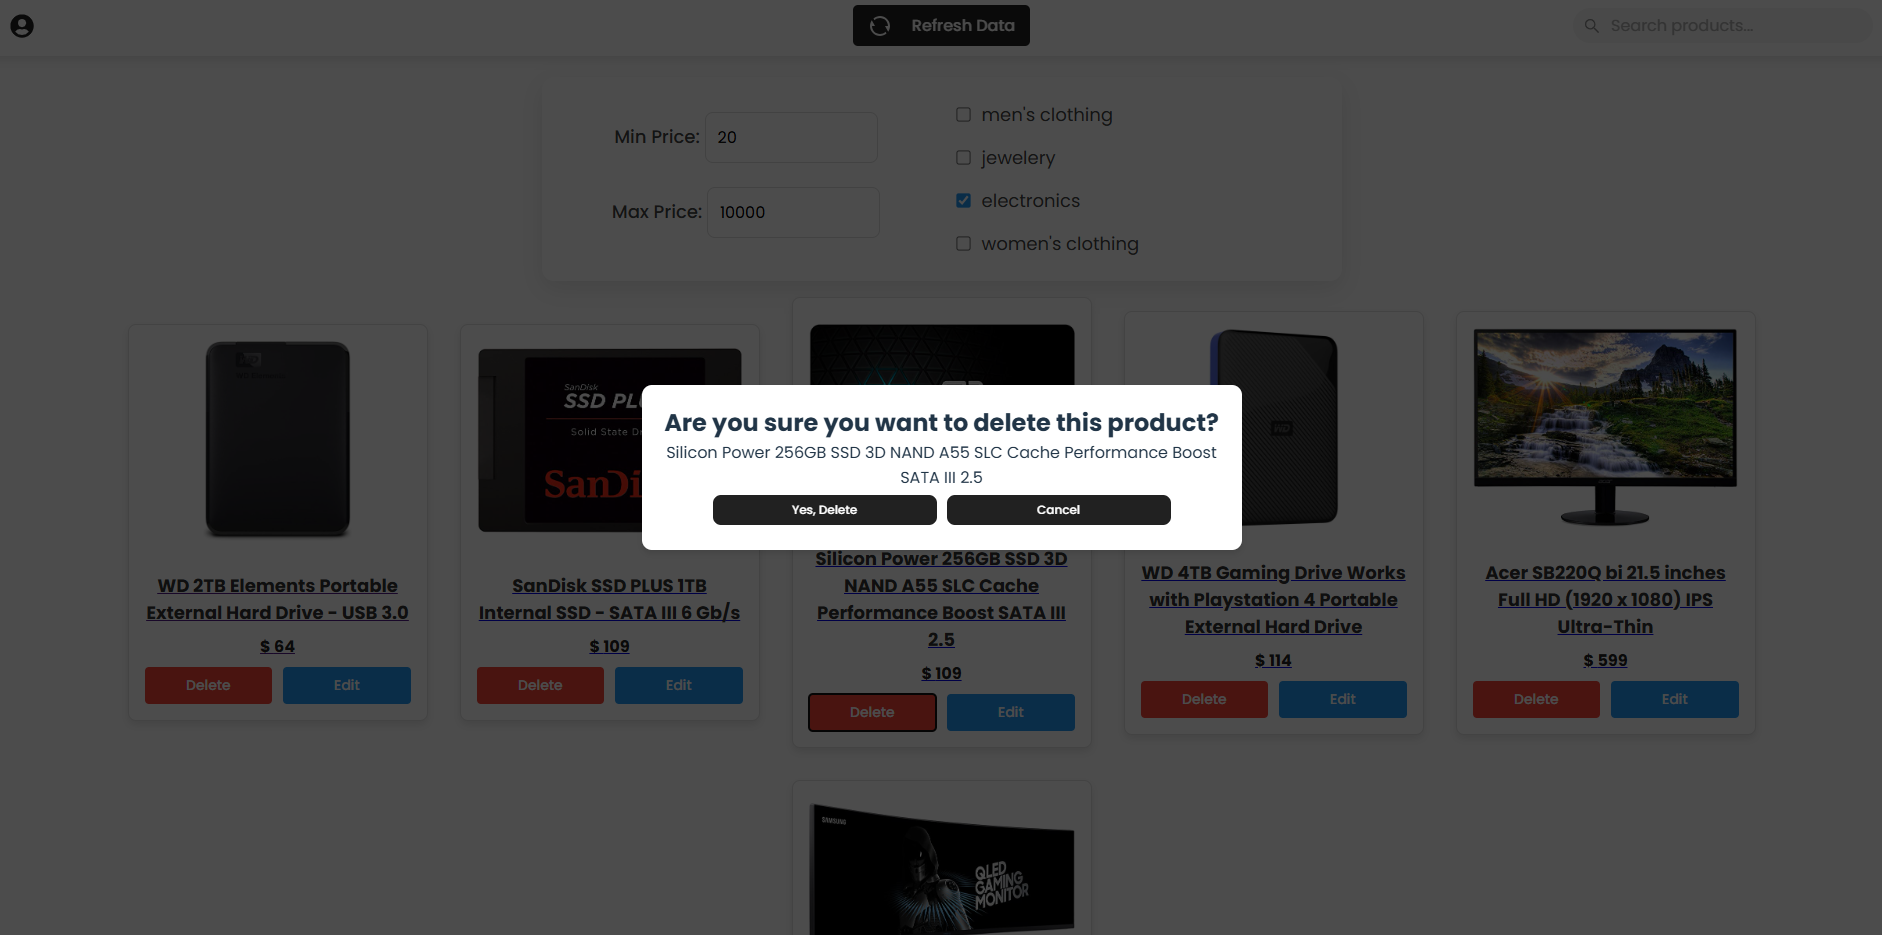 Refresh Data
Search products...
Min Price: 20
Max Price: 10000
men's clothing
jewelery
electronics
women's clothing
SanDisk
SSD PLU
Solid State D
SanDi
WD
Are you sure you want to delete this product?
Silicon Power 256GB SSD 3D NAND A55 SLC Cache Performance Boost
SATA III 2.5
Yes, Delete
Cancel
WD 2TB Elements Portable
External Hard Drive - USB 3.0
$ 64
Delete
Edit
SanDisk SSD PLUS 1TB
Internal SSD - SATA III 6 Gb/s
$ 109
Delete
Edit
Silicon Power 256GB SSD 3D
NAND A55 SLC Cache
Performance Boost SATA III
2.5
$ 109
Delete
Edit
WD 4TB Gaming Drive Works
with Playstation 4 Portable
External Hard Drive
$ 114
Delete
Edit
Acer SB220Q bi 21.5 inches
Full HD (1920 x 1080) IPS
Ultra-Thin
$ 599
Delete
Edit
SAMSUNG
QLED
GAMING
MONITOR